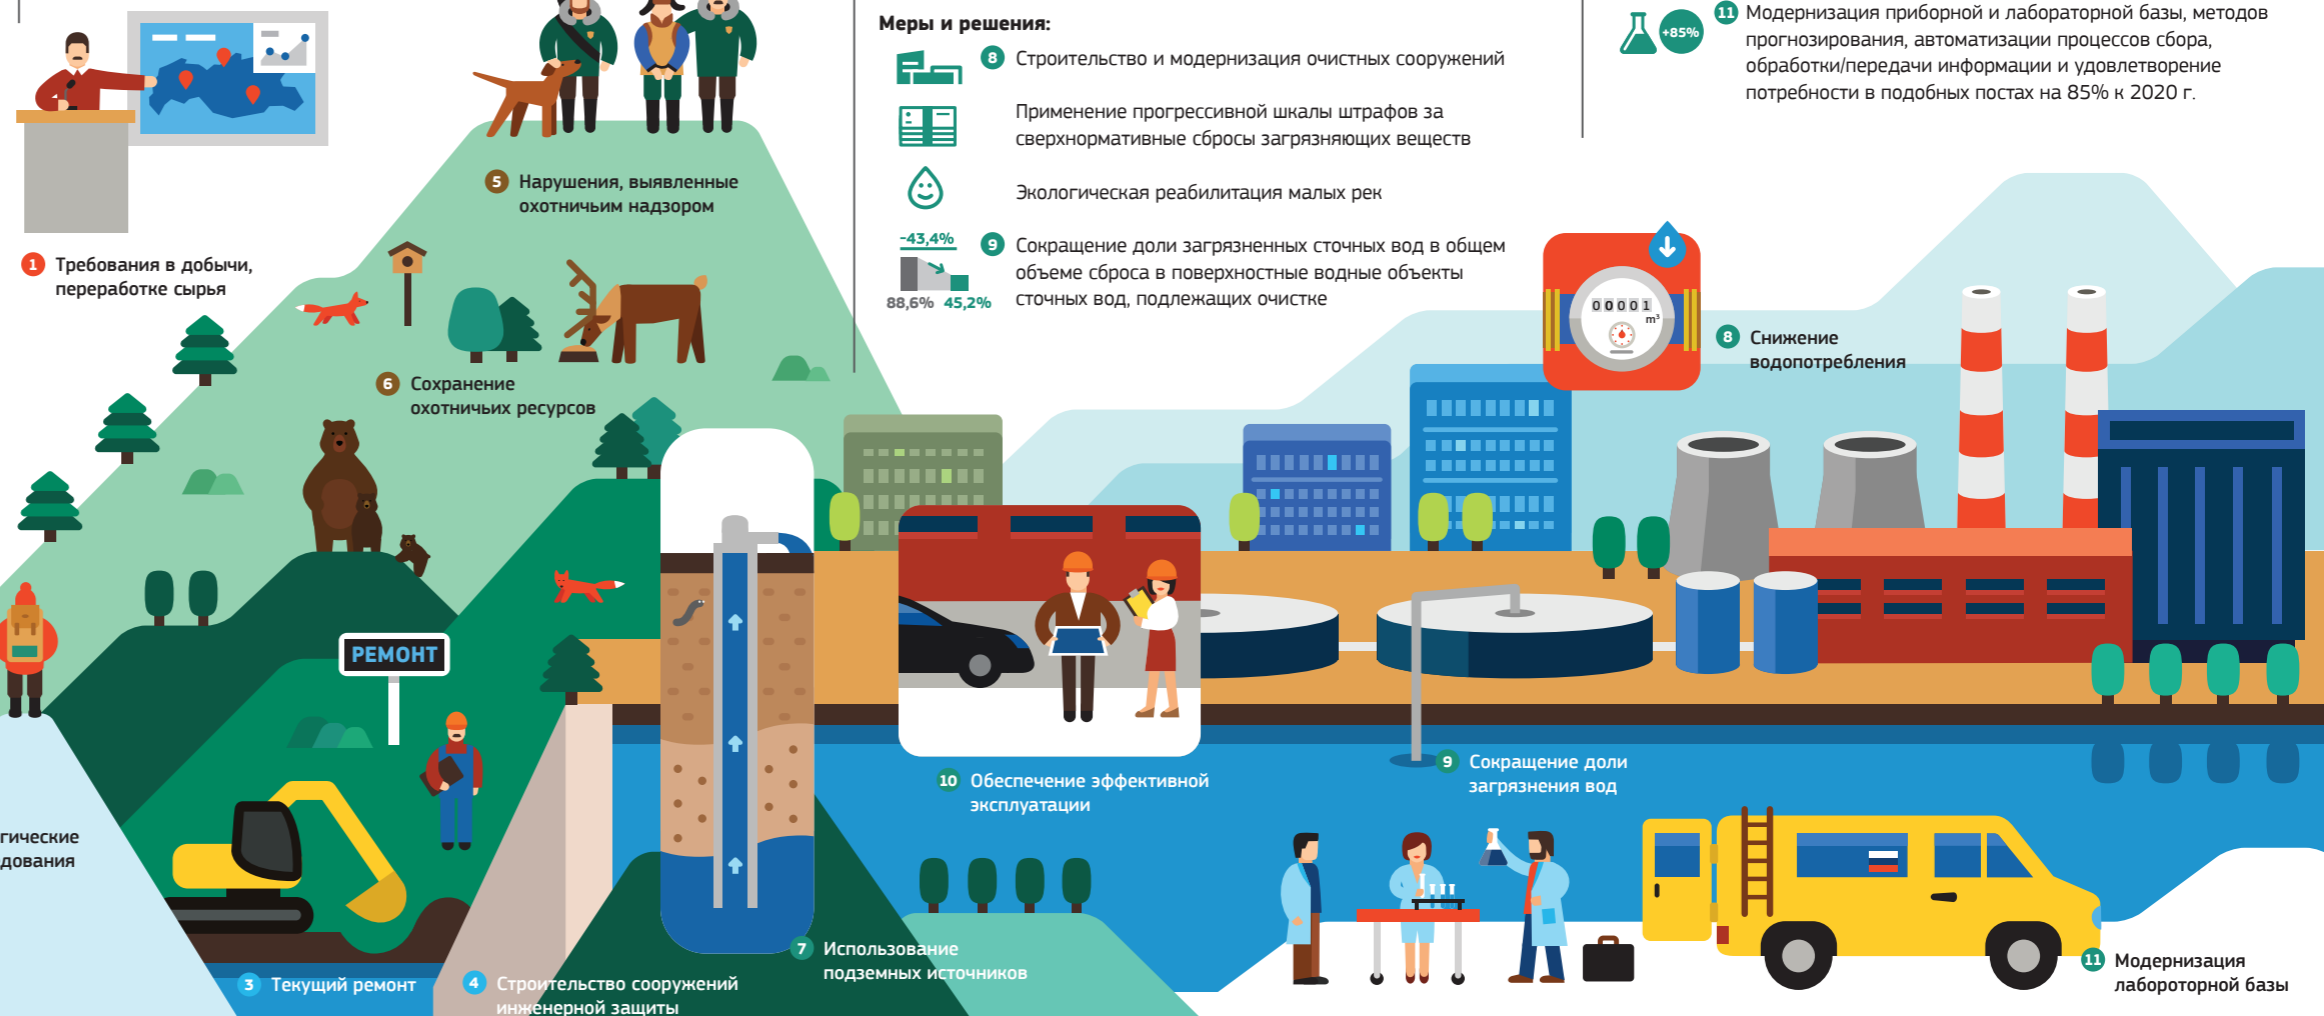 Меры и решения:
8 Строительство и модернизация очистных сооружений
Применение прогрессивной шкалы штрафов за
сверхнормативные сбросы загрязняющих веществ
Экологическая реабилитация малых рек
-43,4%
88,6% 45,2%
9 Сокращение доли загрязненных сточных вод в общем
объеме сброса в поверхностные водные объекты
сточных вод, подлежащих очистке
+85%
11 Модернизация приборной и лабораторной базы, методов
прогнозирования, автоматизации процессов сбора,
обработки/передачи информации и удовлетворение
потребности в подобных постах на 85% к 2020 г.
1 Требования в добычи,
переработке сырья
5 Нарушения, выявленные
охотничьим надзором
6 Сохранение
охотничьих ресурсов
00001
m³
8 Снижение
водопотребления
РЕМОНТ
10 Обеспечение эффективной
эксплуатации
9 Сокращение доли
загрязнения вод
гические
дования
3 Текущий ремонт
4 Строительство сооружений
инженерной защиты
7 Использование
подземных источников
11 Модернизация
лабороторной базы